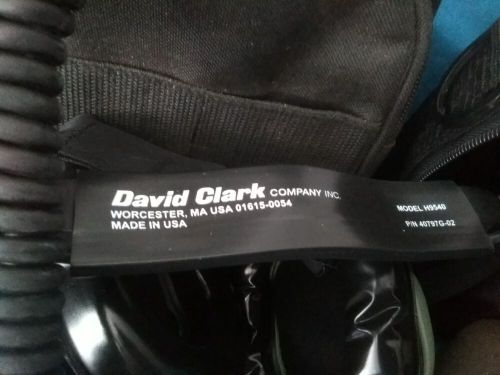 David Clark COMPANY INC.
WORCESTER, MA USA 01615-0054
MADE IN USA
MODEL H9540
P/N 40797G-02